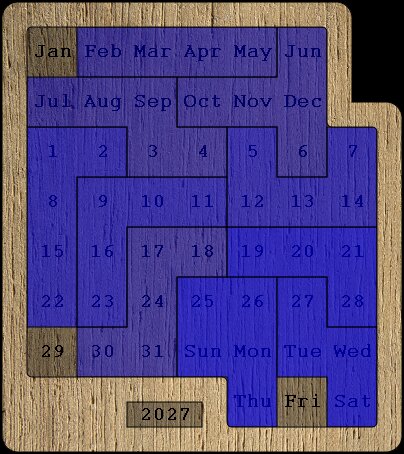 Jan Feb Mar Apr May Jun
Jul Aug Sep Oct Nov Dec
1 2 3 4 5 6 7
8 9 10 11 12 13 14
15 16 17 18 19 20 21
22 23 24 25 26 27 28
29 30 31 Sun Mon Tue Wed
Thu Fri Sat
2027